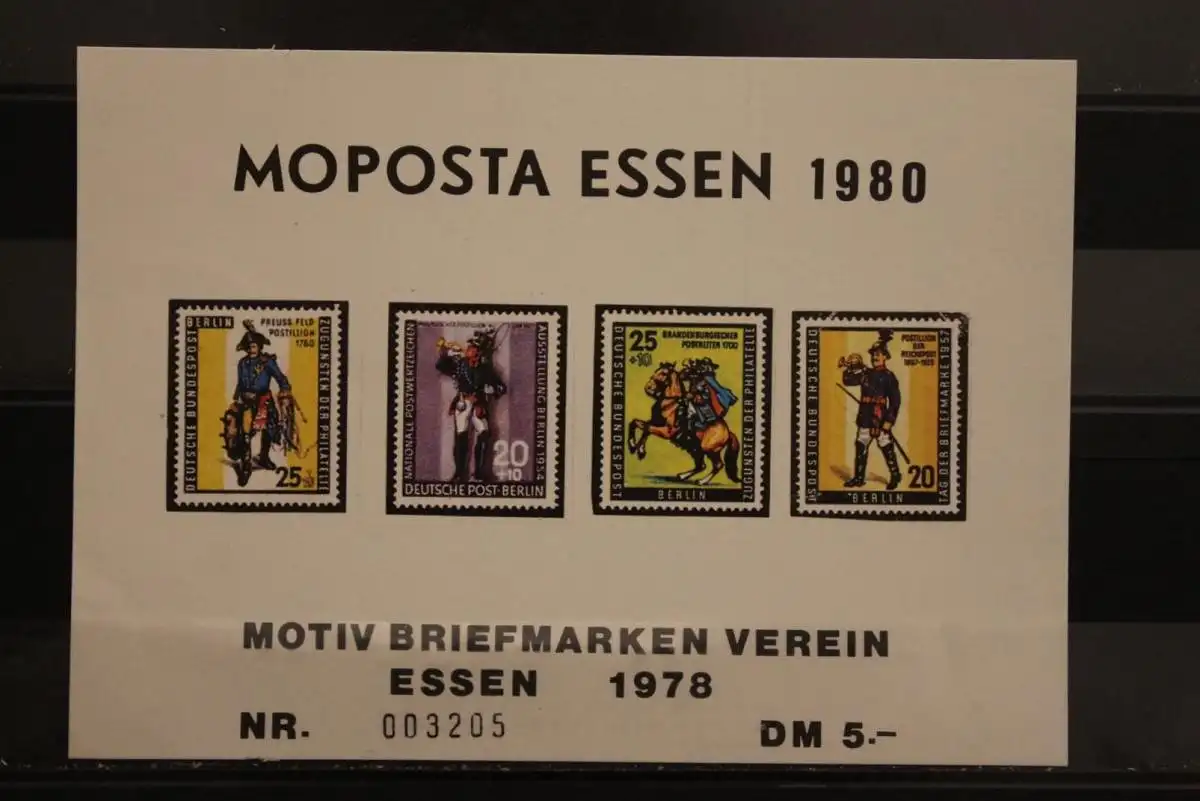 MOPOSTA ESSEN 1980
DEUTSCHE BUNDESPOST
BERLIN
PREUSS FELD
POSTILLION
1760
25
ZUGUNSTEN DER PHILATELIE
NATIONALE POSTWERTZEICHEN
AUSSTELLUNG BERLIN 1954
20
+10
DEUTSCHE POST·BERLIN
DEUTSCHE BUNDESPOST
25
+10
BRANDENBURGISCHER
POSTREITER 1700
BERLIN
ZUGUNSTEN DER PHILATELIE
DEUTSCHE BUNDESPOST
POSTILLION
DER
REICHSPOST
20
BERLIN
TAG DER BRIEFMARKE 1957
MOTIV BRIEFMARKEN VEREIN
ESSEN 1978
NR. 003205 DM 5.–